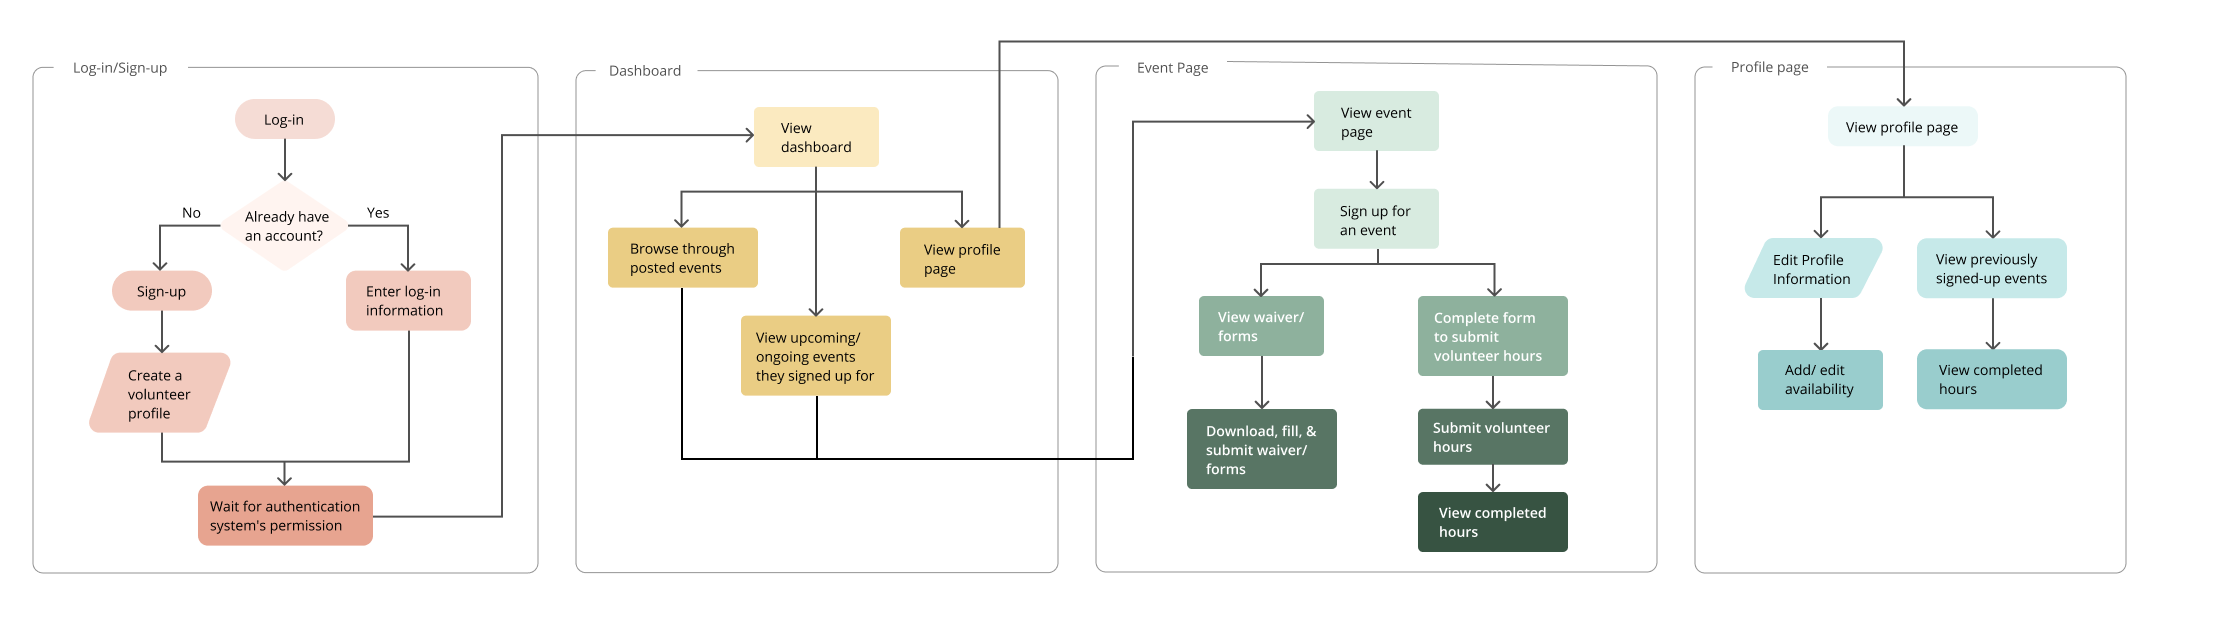 Log-in/Sign-up
Log-in
No
Yes
Already have
an account?
Sign-up
Enter log-in
information
Create a
volunteer
profile
Wait for authentication
system's permission
Dashboard
View
dashboard
Browse through
posted events
View profile
page
View upcoming/
ongoing events
they signed up for
Event Page
View event
page
Sign up for
an event
View waiver/
forms
Complete form
to submit
volunteer hours
Download, fill, &
submit waiver/
forms
Submit volunteer
hours
View completed
hours
Profile page
View profile page
Edit Profile
Information
View previously
signed-up events
Add/ edit
availability
View completed
hours